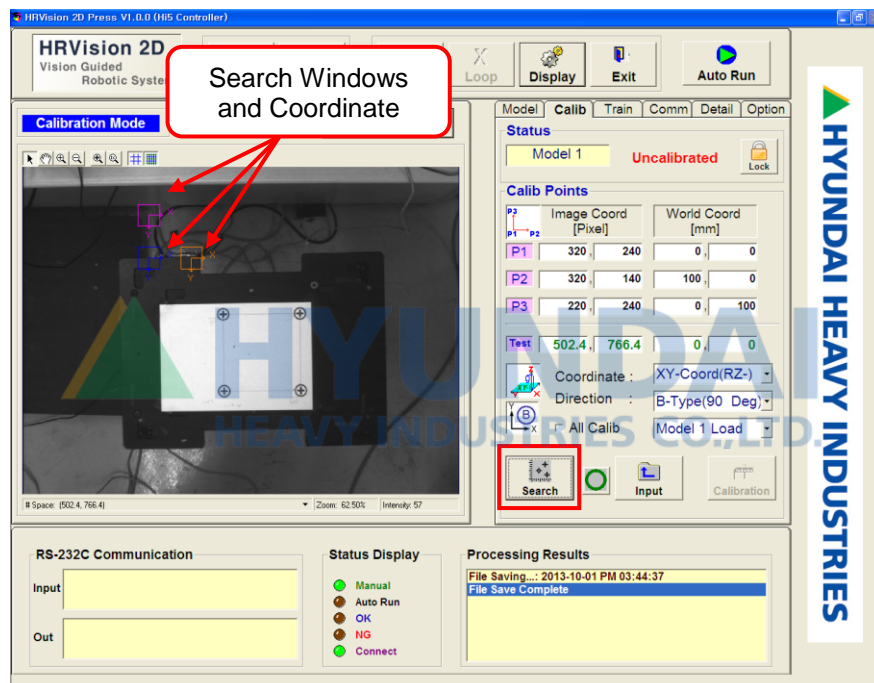 HRVision 2D Press V1.0.0 (Hi5 Controller)
HRVision 2D
Vision Guided
Robotic Syste
Search Windows
and Coordinate
Loop
Display
Exit
Auto Run
Calibration Mode
Model
Calib
Train
Comm
Detail
Option
Status
Model 1
Uncalibrated
Lock
Calib Points
P3
P1 P2
Image Coord
[Pixel]
World Coord
[mm]
P1 320 , 240 0 , 0
P2 320 , 140 100 , 0
P3 220 , 240 0 , 100
Test 502.4 , 766.4 0 , 0
Coordinate : XY-Coord(RZ-)
Direction : B-Type(90 Deg)
All Calib
Model 1 Load
Z
Y
X
Y
B
X
Search
Input
Calibration
X
Y
X
Y
X
Y
# Space: (502.4, 766.4)
Zoom: 62.50%
Intensity: 57
RS-232C Communication
Input
Out
Status Display
Manual
Auto Run
OK
NG
Connect
Processing Results
File Saving...: 2013-10-01 PM 03:44:37
File Save Complete
HYUNDAI HEAVY INDUSTRIES
HYUNDAI
HEAVY INDUSTRIES CO.,LTD.